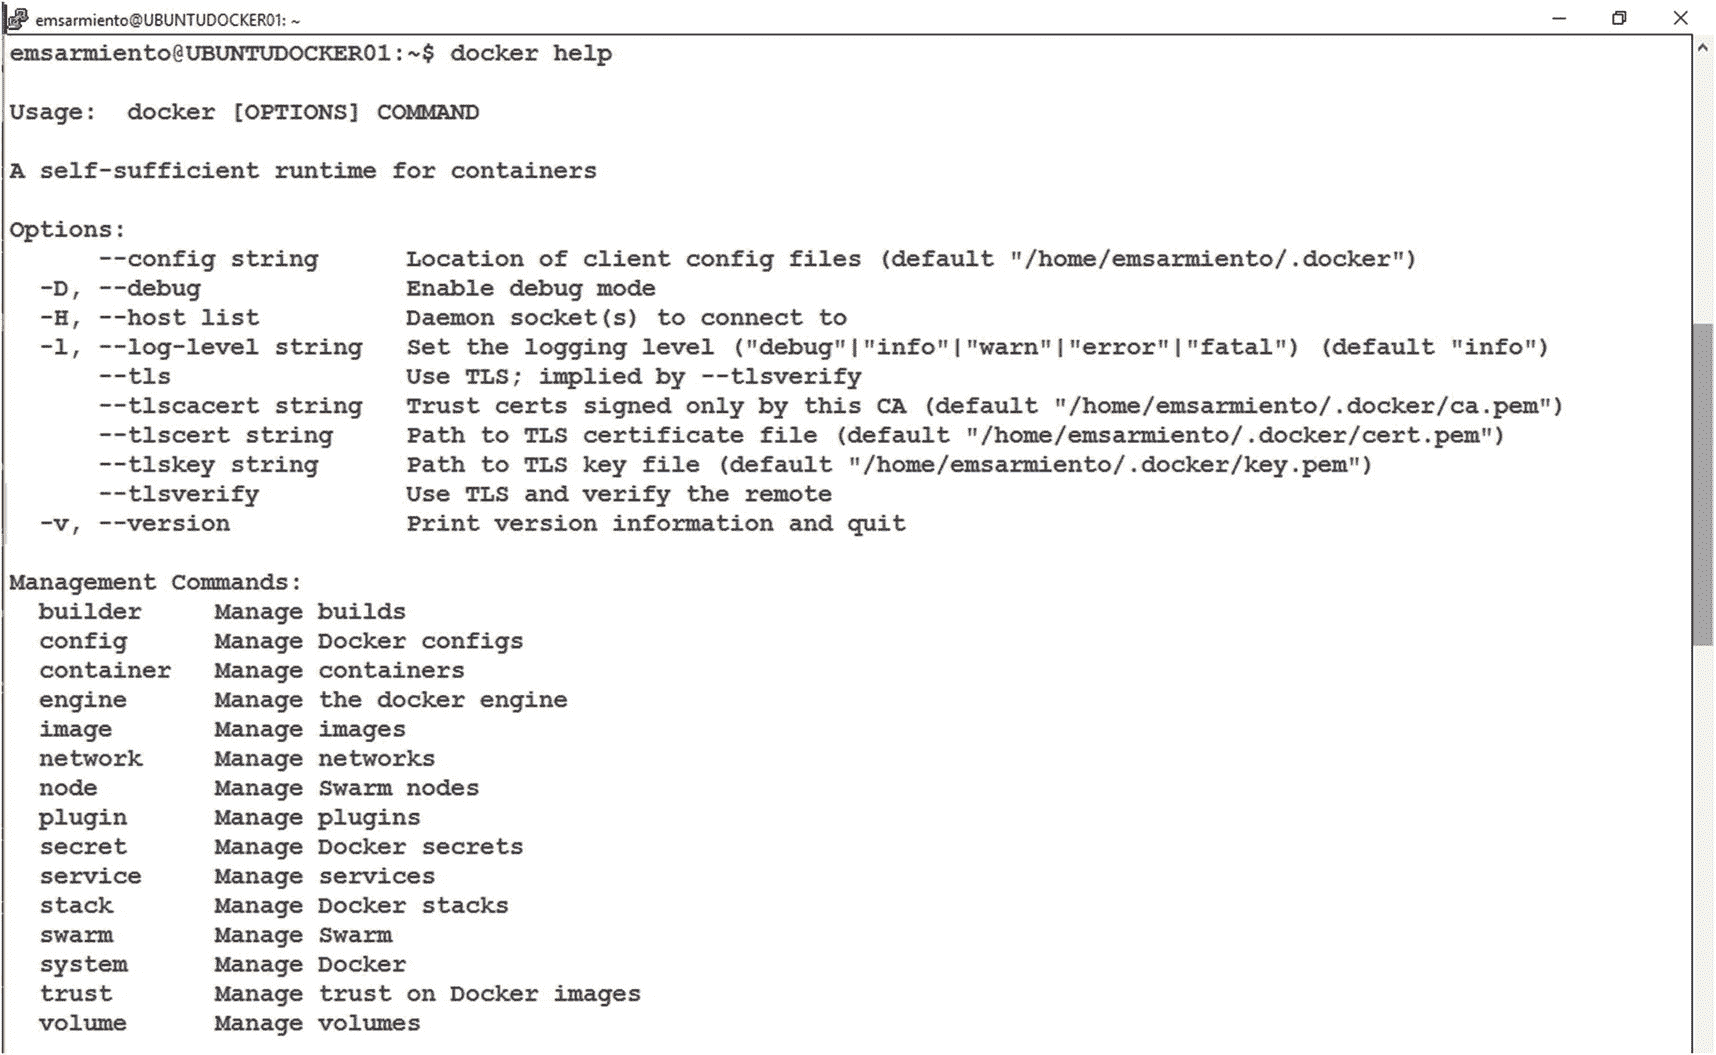 emsarmiento@UBUNTUDOCKER01: ~
emsarmiento@UBUNTUDOCKER01:~$ docker help
Usage:  docker [OPTIONS] COMMAND
A self-sufficient runtime for containers
Options:
      --config string      Location of client config files (default "/home/emsarmiento/.docker")
  -D, --debug              Enable debug mode
  -H, --host list          Daemon socket(s) to connect to
  -l, --log-level string   Set the logging level ("debug"|"info"|"warn"|"error"|"fatal") (default "info")
      --tls                Use TLS; implied by --tlsverify
      --tlscacert string   Trust certs signed only by this CA (default "/home/emsarmiento/.docker/ca.pem")
      --tlscert string     Path to TLS certificate file (default "/home/emsarmiento/.docker/cert.pem")
      --tlskey string      Path to TLS key file (default "/home/emsarmiento/.docker/key.pem")
      --tlsverify          Use TLS and verify the remote
  -v, --version            Print version information and quit
Management Commands:
  builder     Manage builds
  config      Manage Docker configs
  container   Manage containers
  engine      Manage the docker engine
  image       Manage images
  network     Manage networks
  node        Manage Swarm nodes
  plugin      Manage plugins
  secret      Manage Docker secrets
  service     Manage services
  stack       Manage Docker stacks
  swarm       Manage Swarm
  system      Manage Docker
  trust       Manage trust on Docker images
  volume      Manage volumes